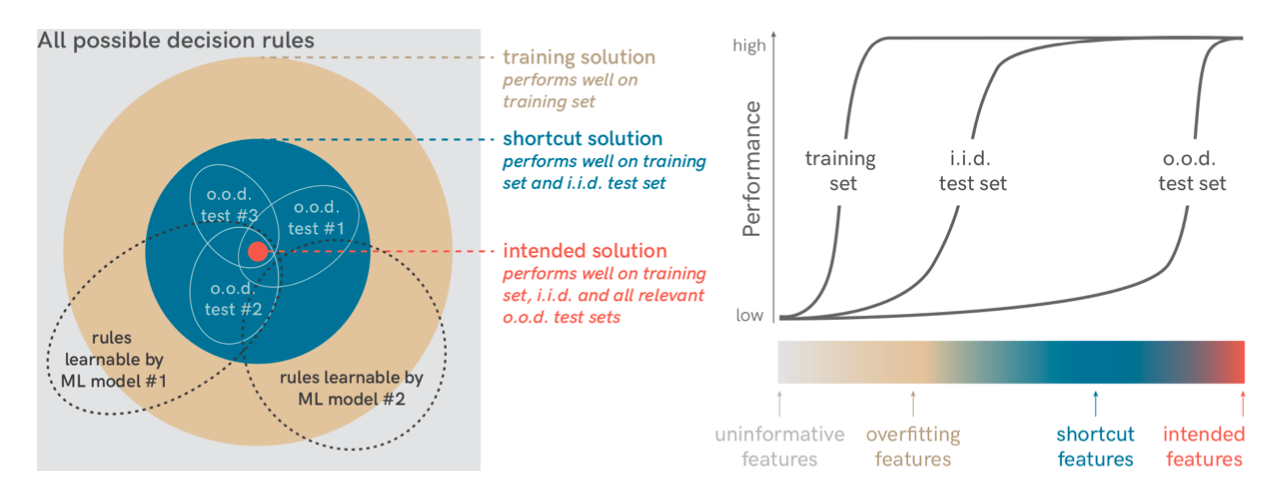 All possible decision rules
training solution
performs well on
training set
shortcut solution
performs well on training
set and i.i.d. test set
intended solution
performs well on training
set, i.i.d. and all relevant
o.o.d. test sets
o.o.d.
test #3
o.o.d.
test #1
o.o.d.
test #2
rules
learnable by
ML model #1
rules learnable by
ML model #2
high
Performance
low
training
set
i.i.d.
test set
o.o.d.
test set
uninformative
features
overfitting
features
shortcut
features
intended
features